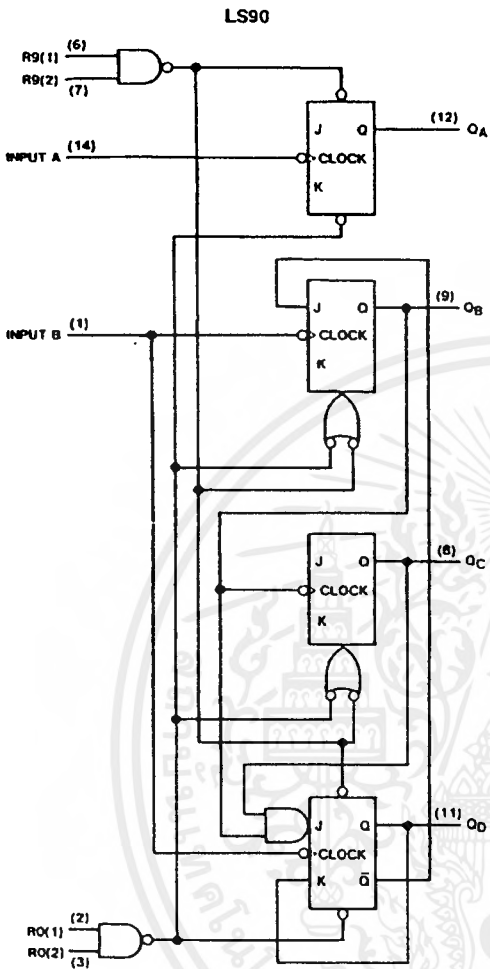 LS90
R9(1) (6)
R9(2) (7)
J Q (12) QA
INPUT A (14) CLOCK
K
J Q (9) QB
INPUT B (1) CLOCK
K
J Q (8) QC
CLOCK
K
J Q (11) QD
CLOCK
K Q̅
R0(1) (2)
R0(2) (3)